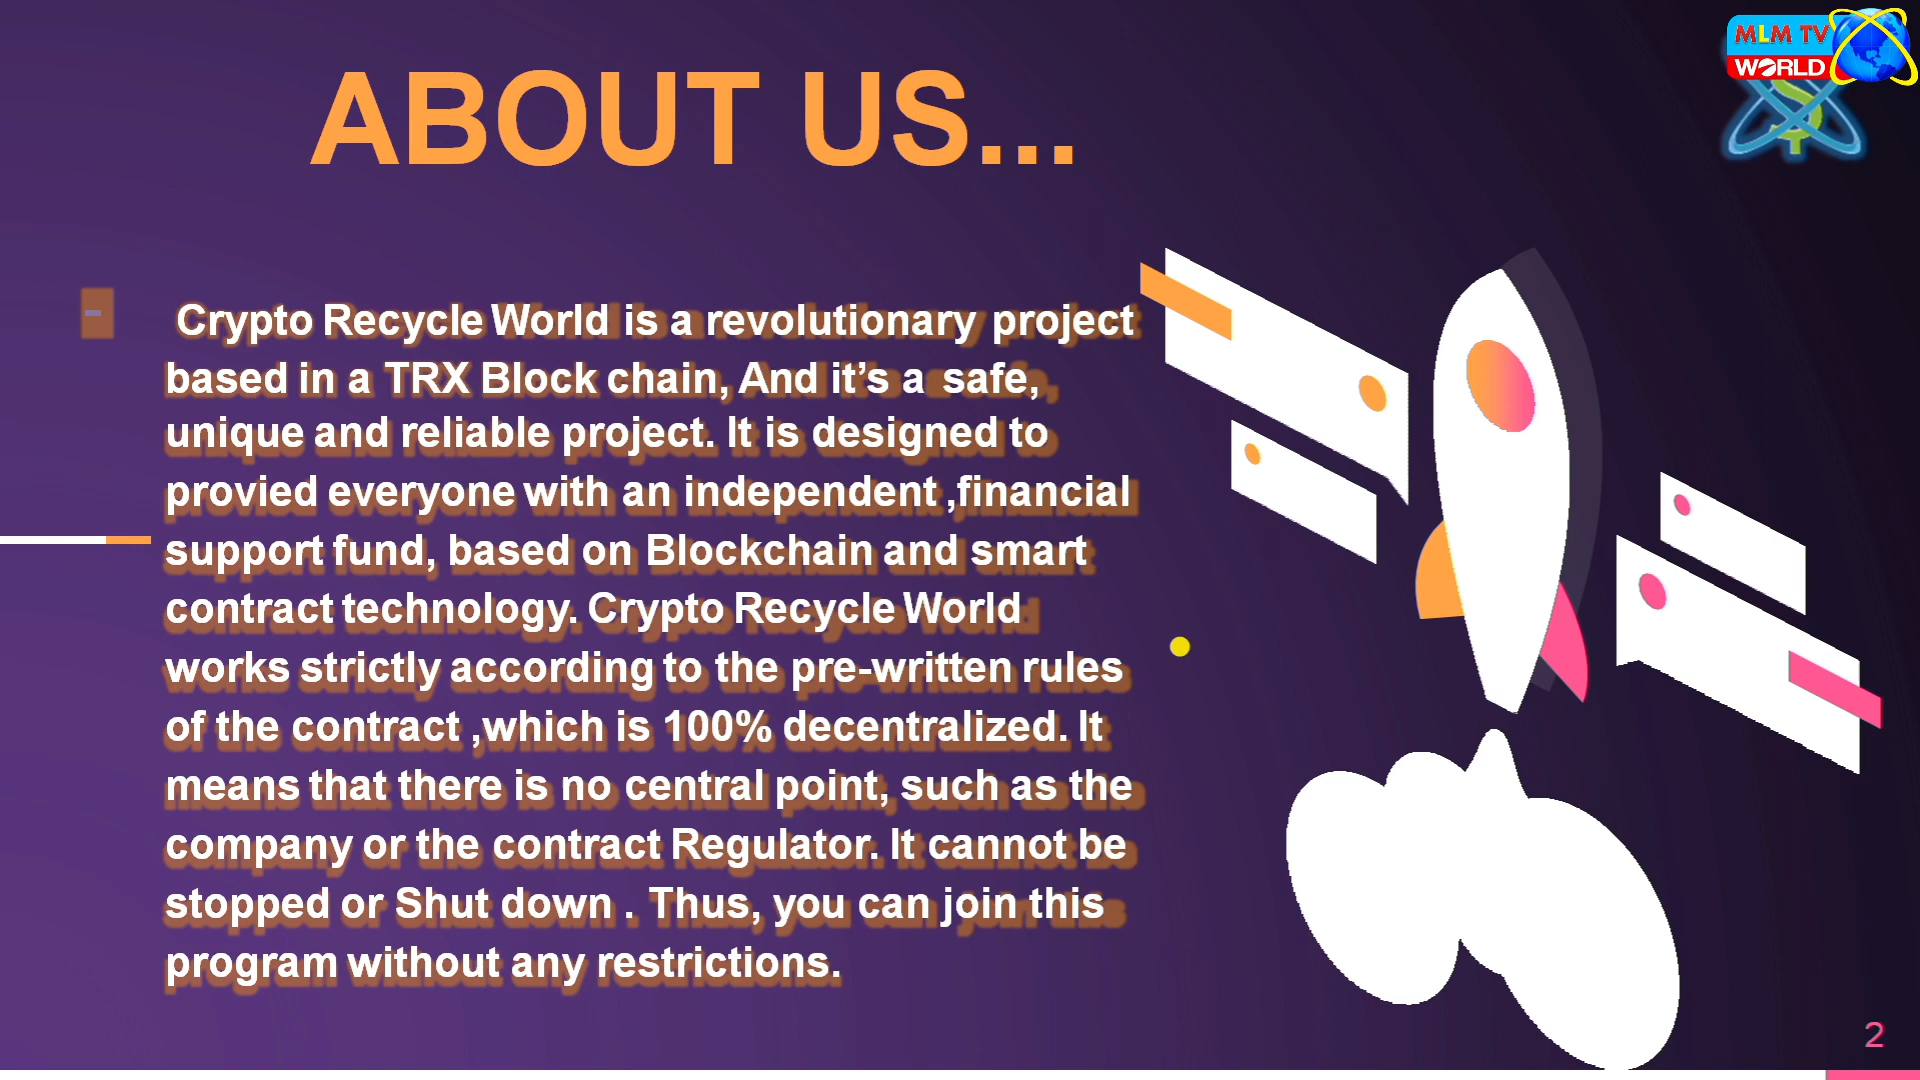 MLM TV
WORLD
ABOUT US...
- Crypto Recycle World is a revolutionary project
based in a TRX Block chain, And it’s a safe,
unique and reliable project. It is designed to
provied everyone with an independent ,financial
support fund, based on Blockchain and smart
contract technology. Crypto Recycle World
works strictly according to the pre-written rules
of the contract ,which is 100% decentralized. It
means that there is no central point, such as the
company or the contract Regulator. It cannot be
stopped or Shut down . Thus, you can join this
program without any restrictions.
2